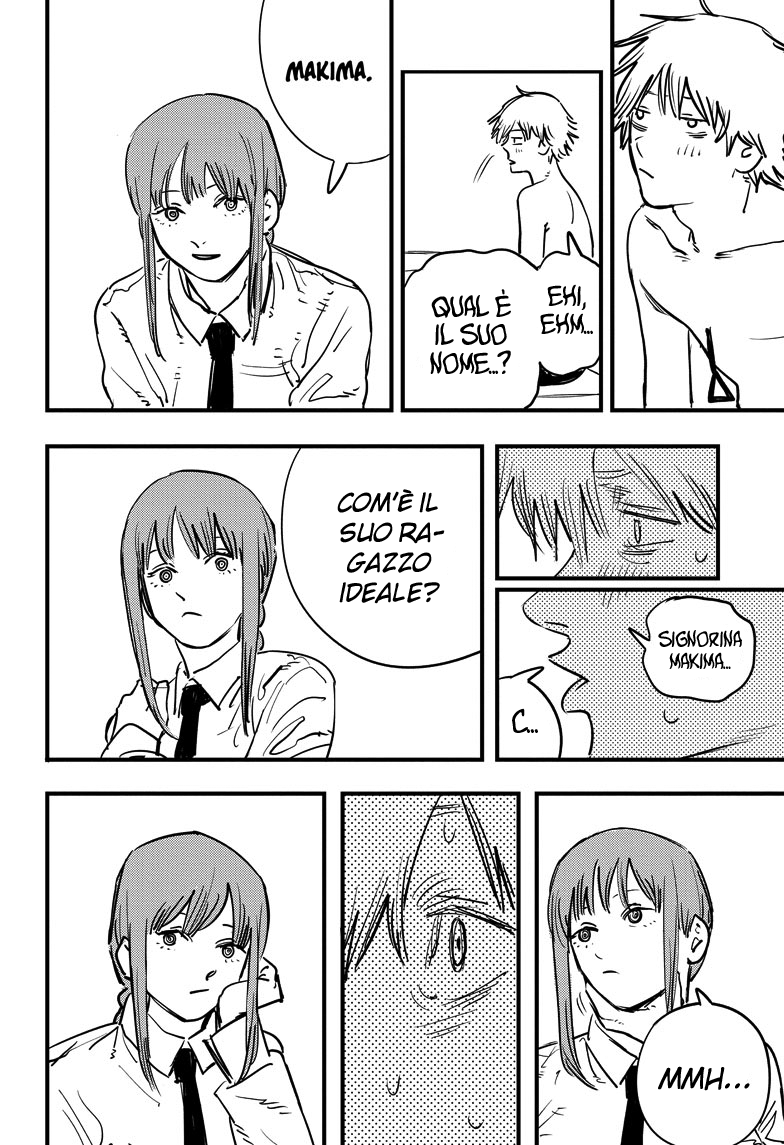 EHI,
EHM...
QUAL È
IL SUO
NOME...?
MAKIMA.
SIGNORINA
MAKIMA...
C...
COM'È IL
SUO RA-
GAZZO
IDEALE?
MMH...